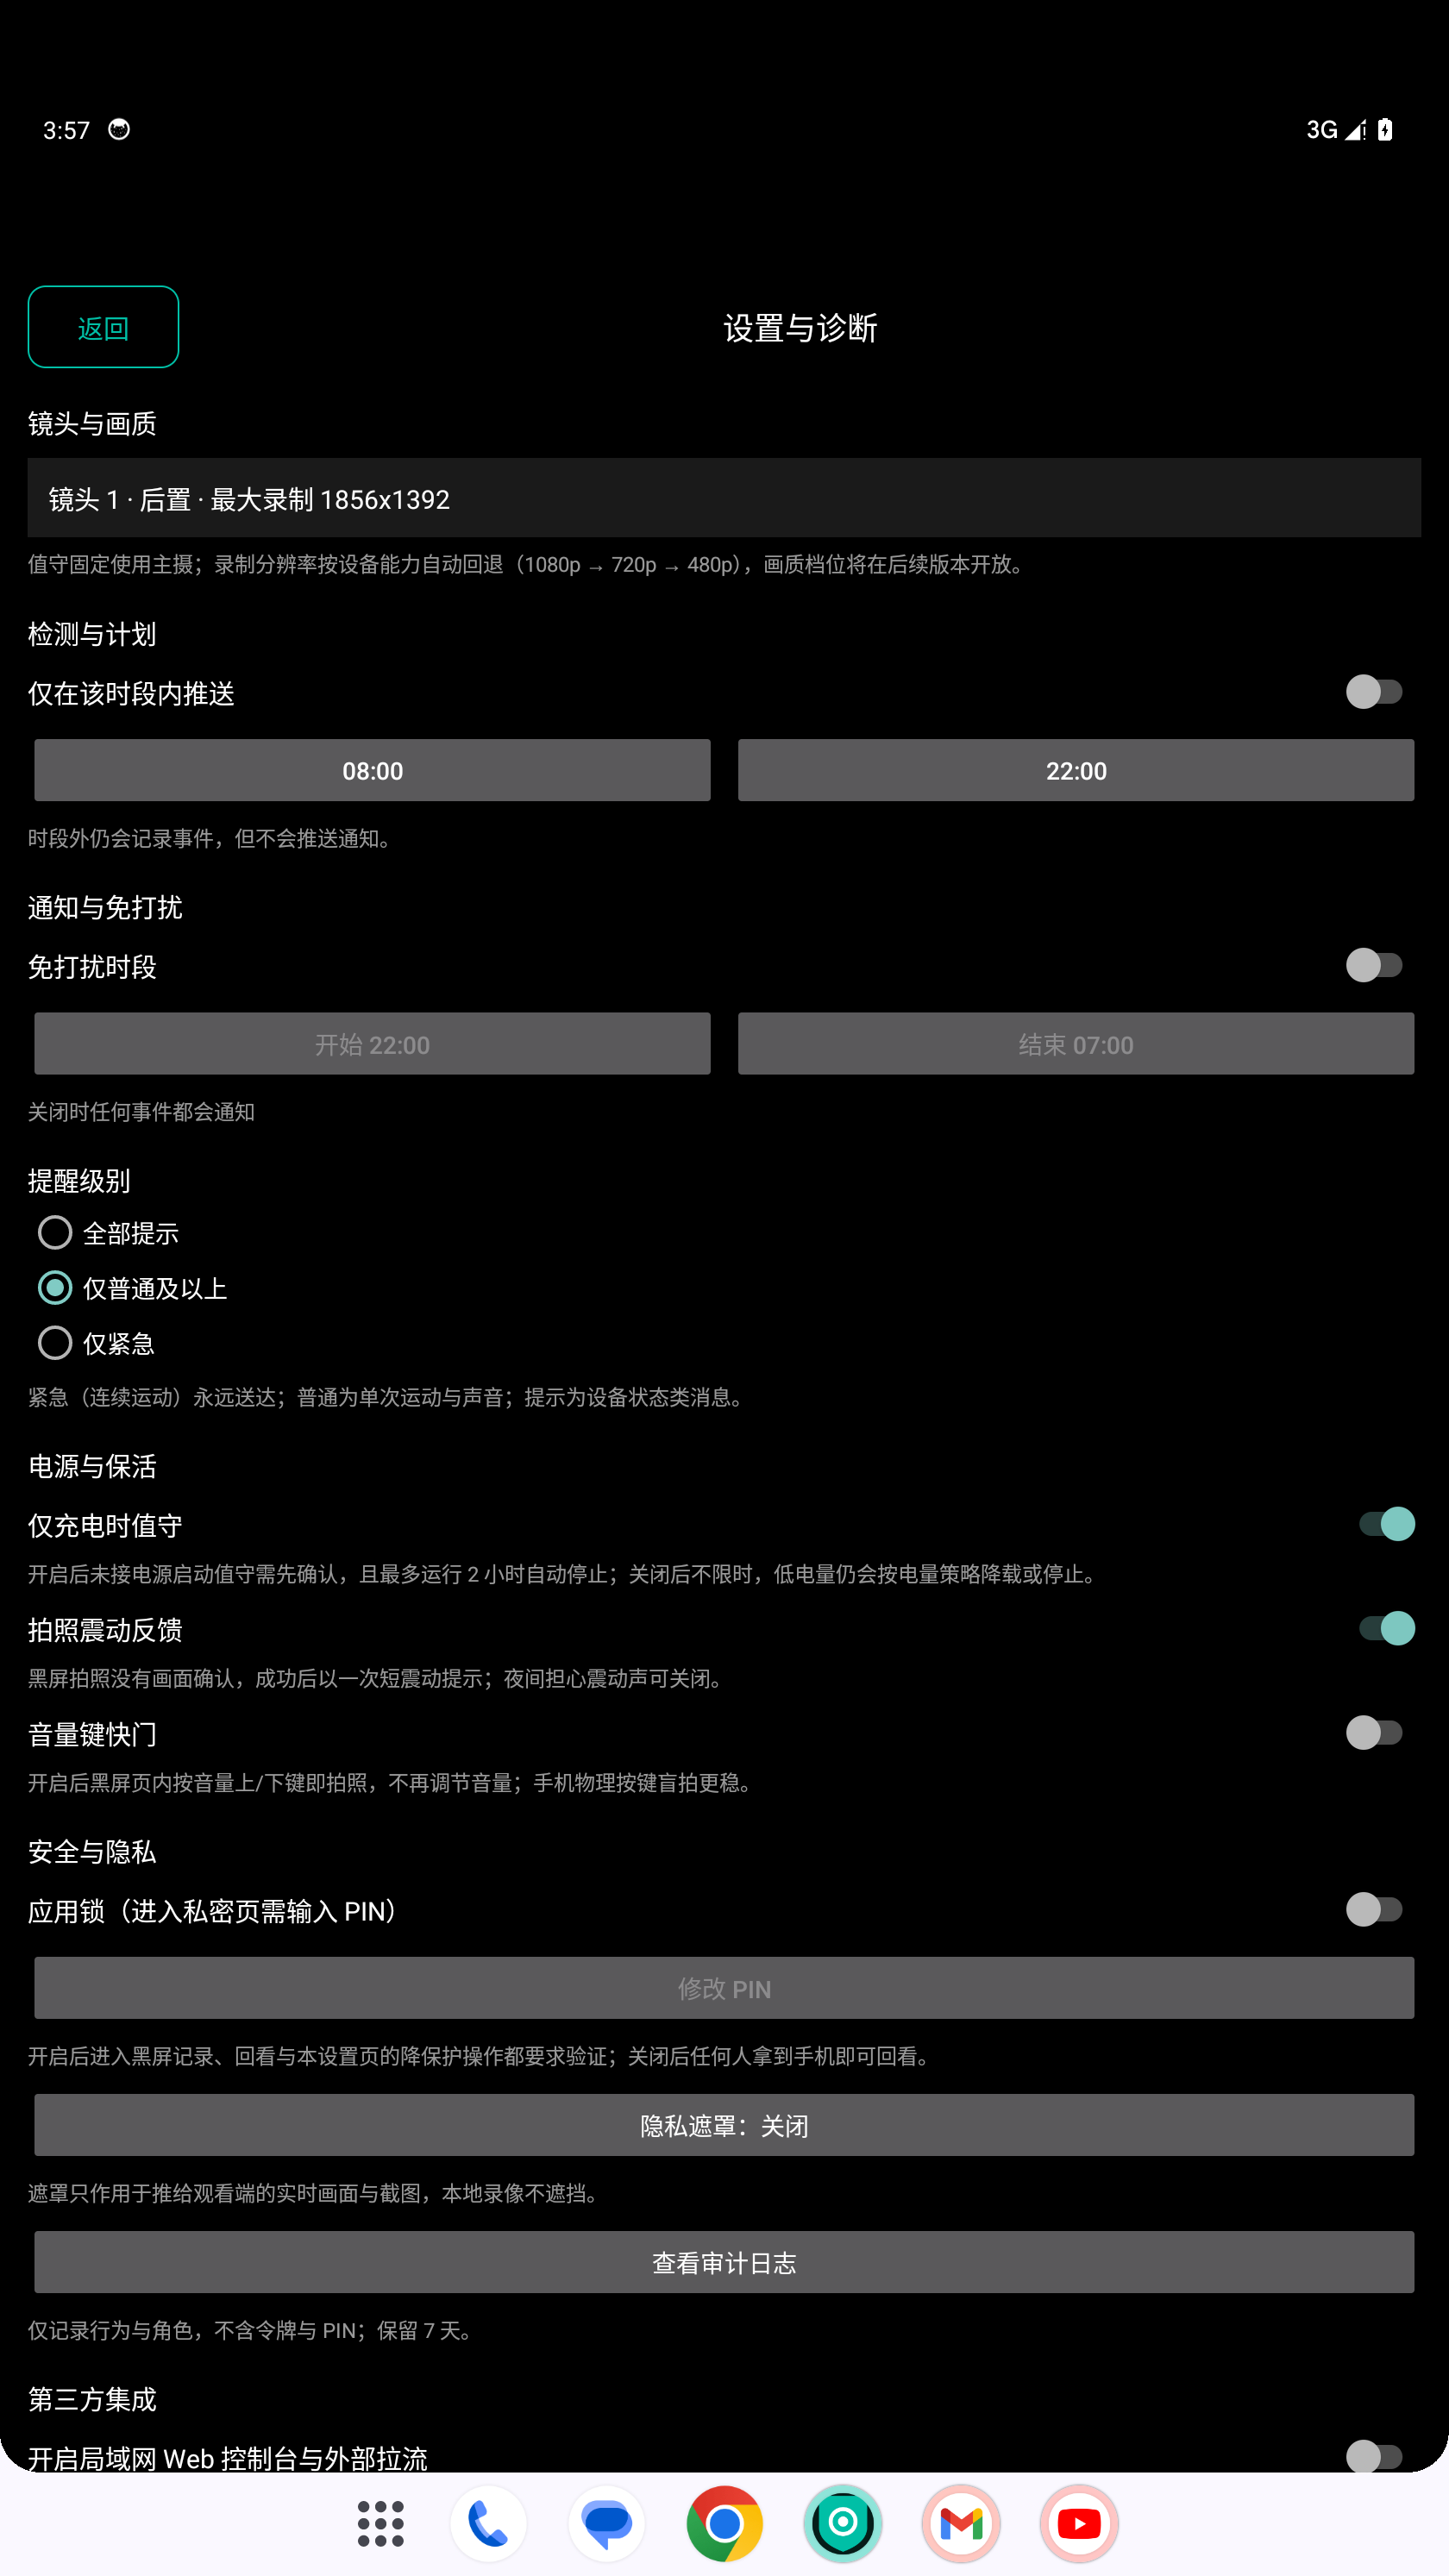 3:57
3G
返回
设置与诊断
镜头与画质
镜头 1 · 后置 · 最大录制 1856x1392
值守固定使用主摄；录制分辨率按设备能力自动回退（1080p → 720p → 480p），画质档位将在后续版本开放。
检测与计划
仅在该时段内推送
08:00
22:00
时段外仍会记录事件，但不会推送通知。
通知与免打扰
免打扰时段
开始 22:00
结束 07:00
关闭时任何事件都会通知
提醒级别
全部提示
仅普通及以上
仅紧急
紧急（连续运动）永远送达；普通为单次运动与声音；提示为设备状态类消息。
电源与保活
仅充电时值守
开启后未接电源启动值守需先确认，且最多运行 2 小时自动停止；关闭后不限时，低电量仍会按电量策略降载或停止。
拍照震动反馈
黑屏拍照没有画面确认，成功后以一次短震动提示；夜间担心震动声可关闭。
音量键快门
开启后黑屏页内按音量上/下键即拍照，不再调节音量；手机物理按键盲拍更稳。
安全与隐私
应用锁（进入私密页需输入 PIN）
修改 PIN
开启后进入黑屏记录、回看与本设置页的降保护操作都要求验证；关闭后任何人拿到手机即可回看。
隐私遮罩：关闭
遮罩只作用于推给观看端的实时画面与截图，本地录像不遮挡。
查看审计日志
仅记录行为与角色，不含令牌与 PIN；保留 7 天。
第三方集成
开启局域网 Web 控制台与外部拉流